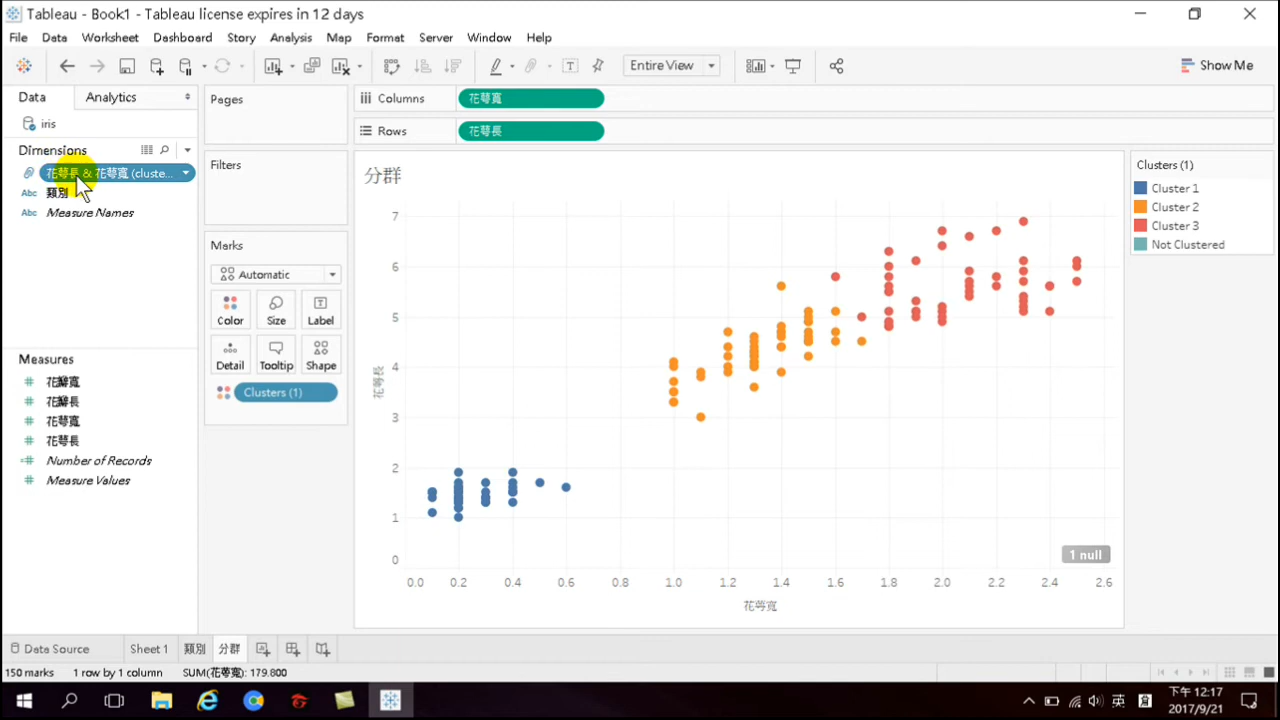 Tableau - Book1 - Tableau license expires in 12 days
File Data Worksheet Dashboard Story Analysis Map Format Server Window Help
Entire View
Show Me
Data Analytics
Pages
Columns 花萼寬
iris
Rows 花萼長
Dimensions
Filters
花萼長 & 花萼寬 (cluste...
Abc 類別
Abc Measure Names
分群
Clusters (1)
Cluster 1
Cluster 2
Cluster 3
Not Clustered
Marks
Automatic
Color Size Label
Detail Tooltip Shape
Clusters (1)
Measures
# 花瓣寬
# 花瓣長
# 花萼寬
# 花萼長
=# Number of Records
# Measure Values
7
6
5
4
3
2
1
0
花萼長
1 null
0.0 0.2 0.4 0.6 0.8 1.0 1.2 1.4 1.6 1.8 2.0 2.2 2.4 2.6
花萼寬
Data Source Sheet 1 類別 分群
150 marks 1 row by 1 column SUM(花萼寬): 179.800
英
下午 12:17
2017/9/21